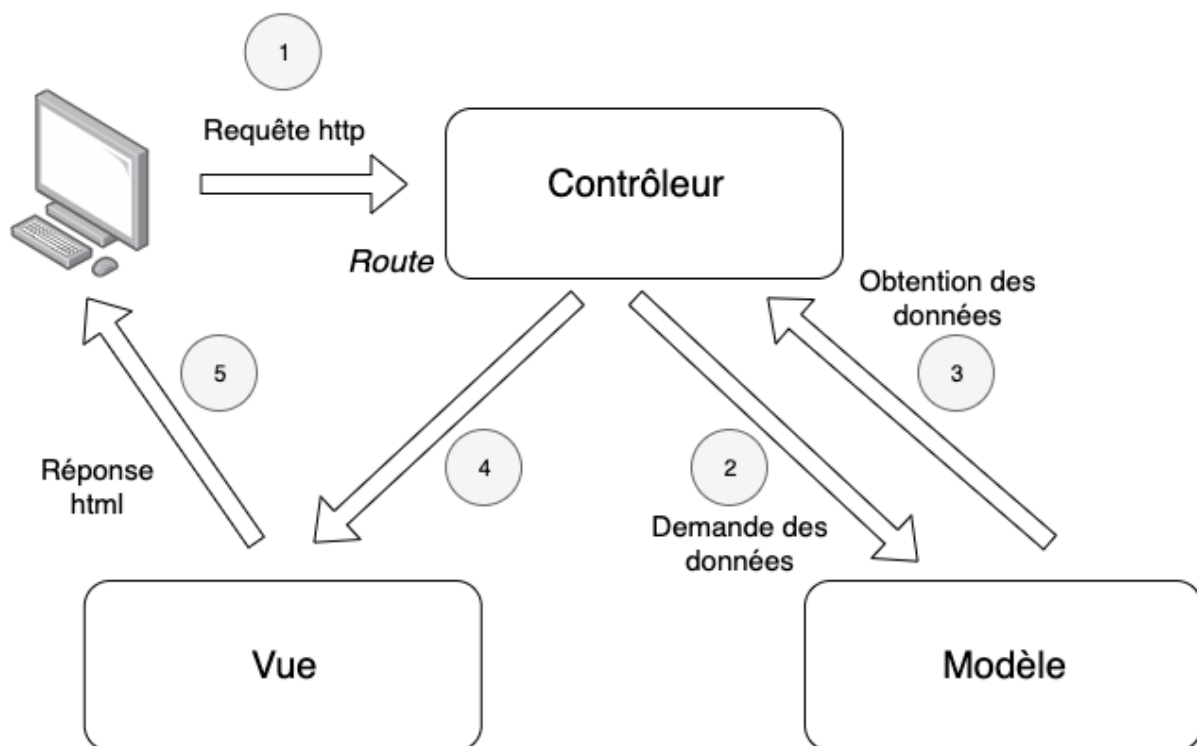 1
Requête http
Contrôleur
Route
Obtention des
données
3
5
4
2
Réponse
html
Demande des
données
Vue
Modèle